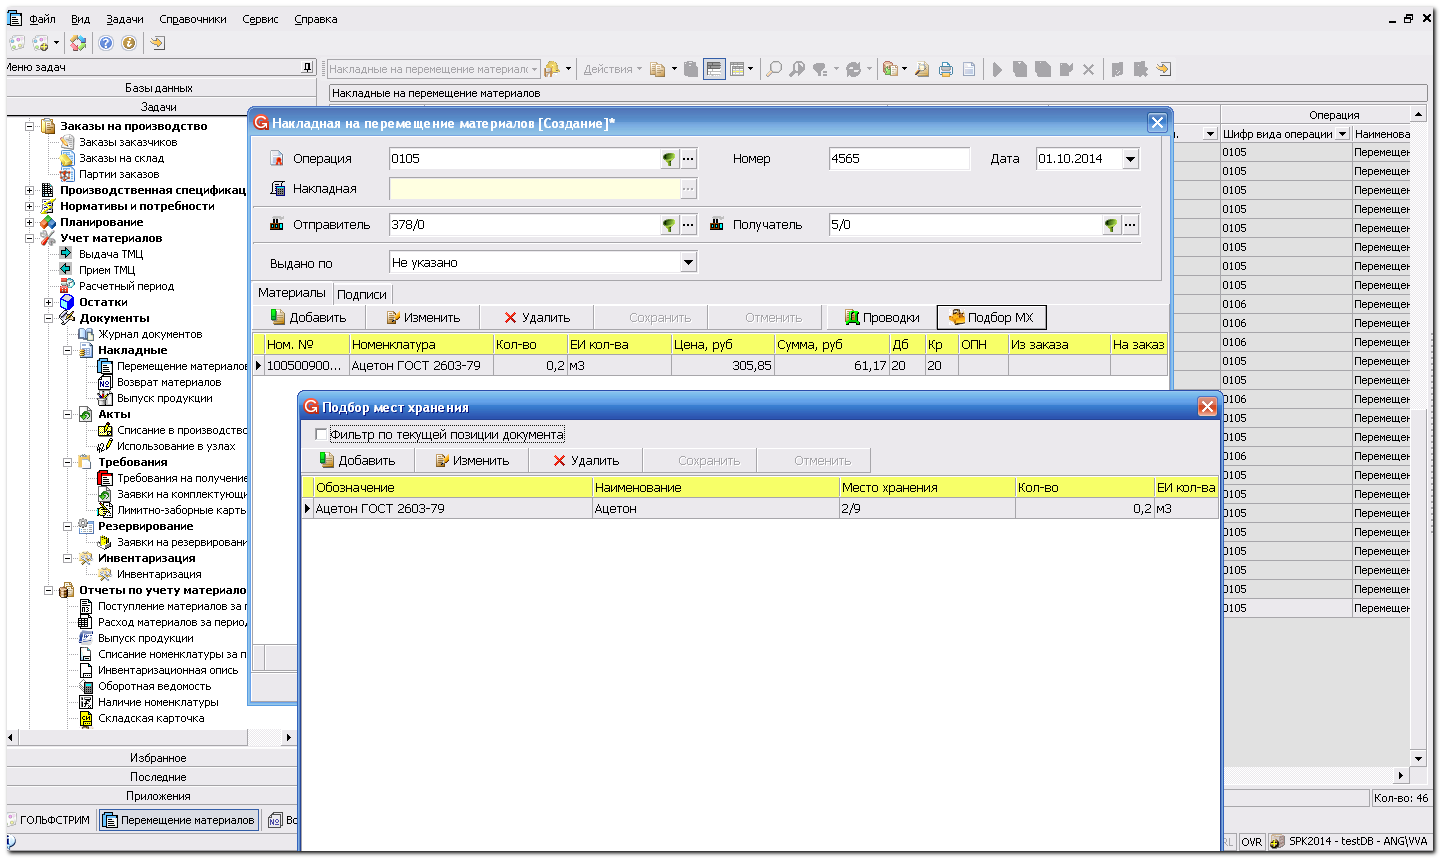 Файл Вид Задачи Справочники Сервис Справка
Меню задач
Базы данных
Задачи
Заказы на производство
Заказы заказчиков
Заказы на склад
Партии заказов
Производственная спецификац
Нормативы и потребности
Планирование
Учет материалов
Выдача ТМЦ
Прием ТМЦ
Расчетный период
Остатки
Документы
Журнал документов
Накладные
Перемещение материалов
Возврат материалов
Выпуск продукции
Акты
Списание в производство
Использование в узлах
Требования
Требования на получение
Заявки на комплектующи
Лимитно-заборные карты
Резервирование
Заявки на резервировани
Инвентаризация
Инвентаризация
Отчеты по учету материало
Поступление материалов за г
Расход материалов за период
Выпуск продукции
Списание номенклатуры за п
Инвентаризационная опись
Оборотная ведомость
Наличие номенклатуры
Складская карточка
Избранное
Последние
Приложения
Накладные на перемещение материалс Действия
Накладные на перемещение материалов
Операция
Шифр вида операции Наименова
0105 Перемещен
0105 Перемещен
0105 Перемещен
0105 Перемещен
0105 Перемещен
0105 Перемещен
0105 Перемещен
0105 Перемещен
0106 Перемещен
0106 Перемещен
0106 Перемещен
0105 Перемещен
0105 Перемещен
0106 Перемещен
0105 Перемещен
0105 Перемещен
0106 Перемещен
0105 Перемещен
0105 Перемещен
0105 Перемещен
0105 Перемещен
0105 Перемещен
0105 Перемещен
0105 Перемещен
0105 Перемещен
Накладная на перемещение материалов [Создание]*
Операция 0105 Номер 4565 Дата 01.10.2014
Накладная
Отправитель 378/0 Получатель 5/0
Выдано по Не указано
Материалы Подписи
Добавить Изменить Удалить Сохранить Отменить Проводки Подбор МХ
Ном. № Номенклатура Кол-во ЕИ кол-ва Цена, руб Сумма, руб Дб Кр ОПН Из заказа На заказ
100500900... Ацетон ГОСТ 2603-79 0,2 м3 305,85 61,17 20 20
Подбор мест хранения
Фильтр по текущей позиции документа
Добавить Изменить Удалить Сохранить Отменить
Обозначение Наименование Место хранения Кол-во ЕИ кол-ва
Ацетон ГОСТ 2603-79 Ацетон 2/9 0,2 м3
Кол-во: 46
ГОЛЬФСТРИМ Перемещение материалов Вс
OVR SPK2014 - testDB - ANG\VVA